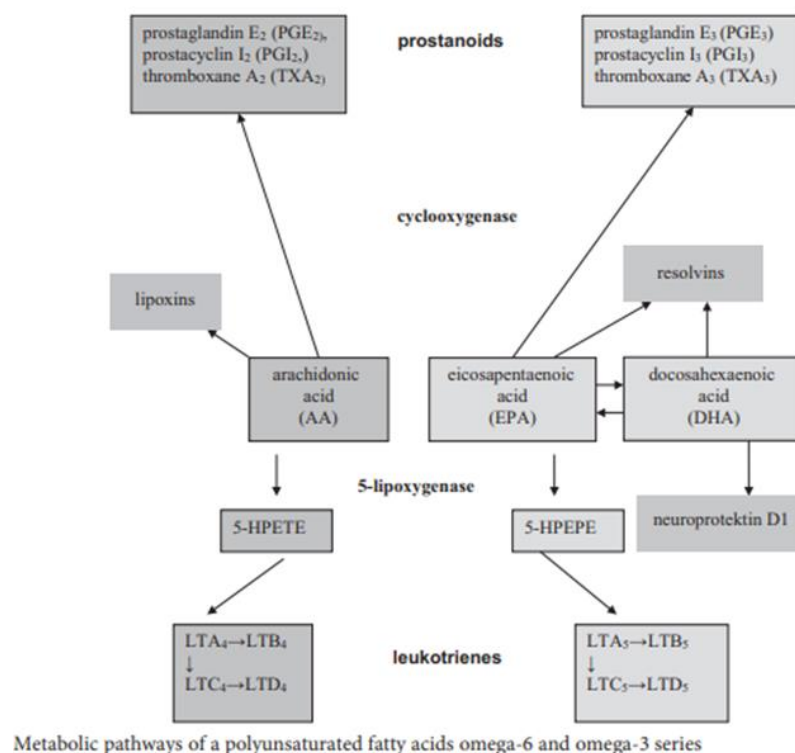 prostaglandin E₂ (PGE₂),
prostacyclin I₂ (PGI₂,)
thromboxane A₂ (TXA₂)
prostanoids
prostaglandin E₃ (PGE₃)
prostacyclin I₃ (PGI₃)
thromboxane A₃ (TXA₃)
cyclooxygenase
resolvins
lipoxins
arachidonic
acid
(AA)
eicosapentaenoic
acid
(EPA)
docosahexaenoic
acid
(DHA)
5-lipoxygenase
5-HPETE
5-HPEPE
neuroprotektin D1
LTA₄→LTB₄
↓
LTC₄→LTD₄
leukotrienes
LTA₅→LTB₅
↓
LTC₅→LTD₅
Metabolic pathways of a polyunsaturated fatty acids omega-6 and omega-3 series